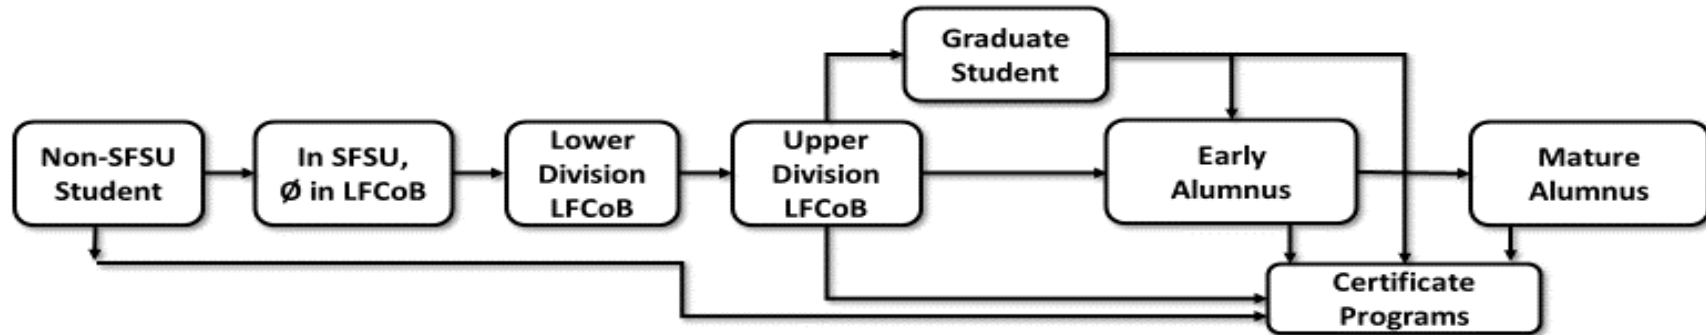 Graduate
Student
Non-SFSU
Student
In SFSU,
Ø in LFCoB
Lower
Division
LFCoB
Upper
Division
LFCoB
Early
Alumnus
Mature
Alumnus
Certificate
Programs